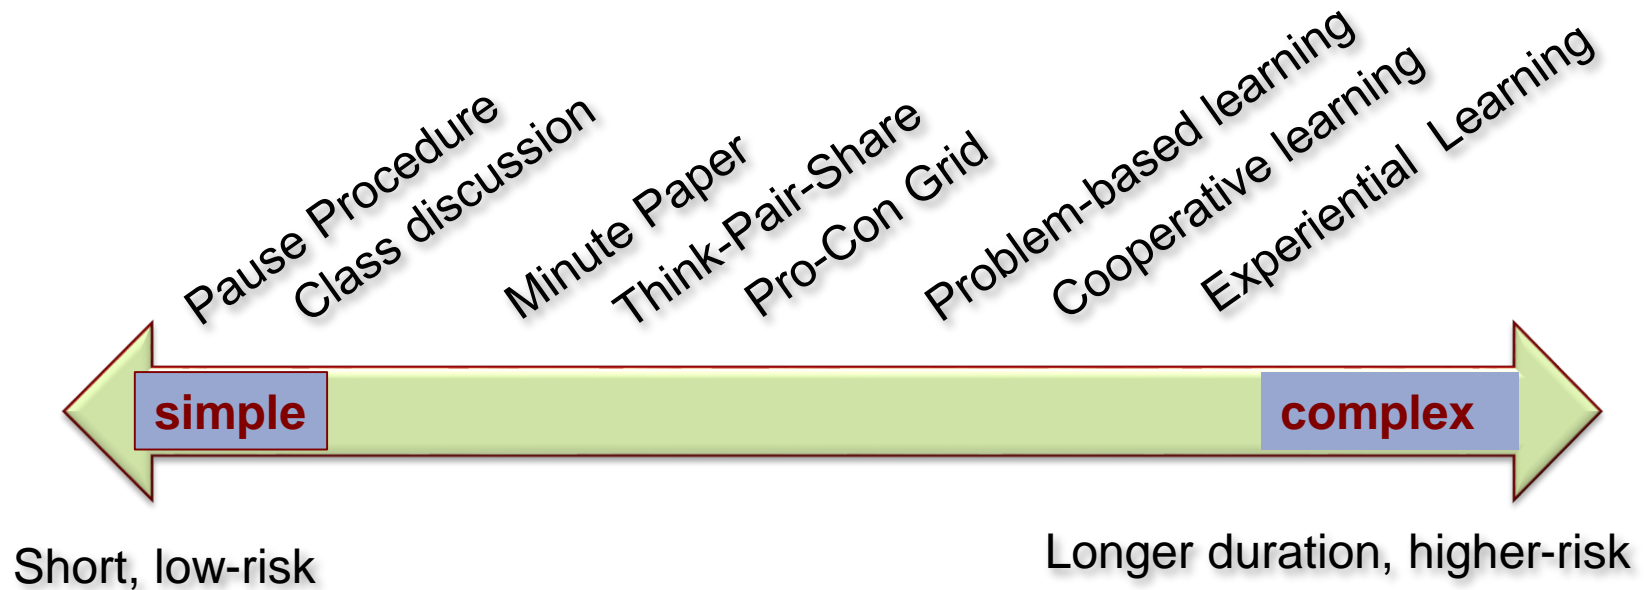 Pause Procedure
Class discussion
Minute Paper
Think-Pair-Share
Pro-Con Grid
Problem-based learning
Cooperative learning
Experiential Learning
simple
complex
Short, low-risk
Longer duration, higher-risk